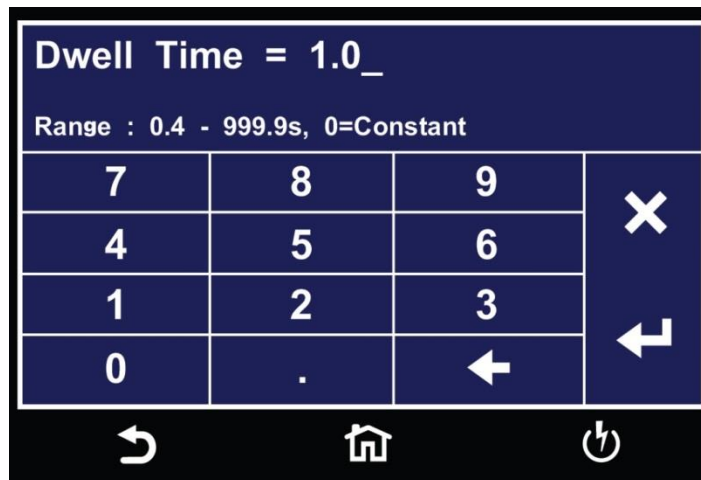 Dwell Time = 1.0_
Range : 0.4 - 999.9s, 0=Constant
7 8 9
4 5 6
1 2 3
0 .